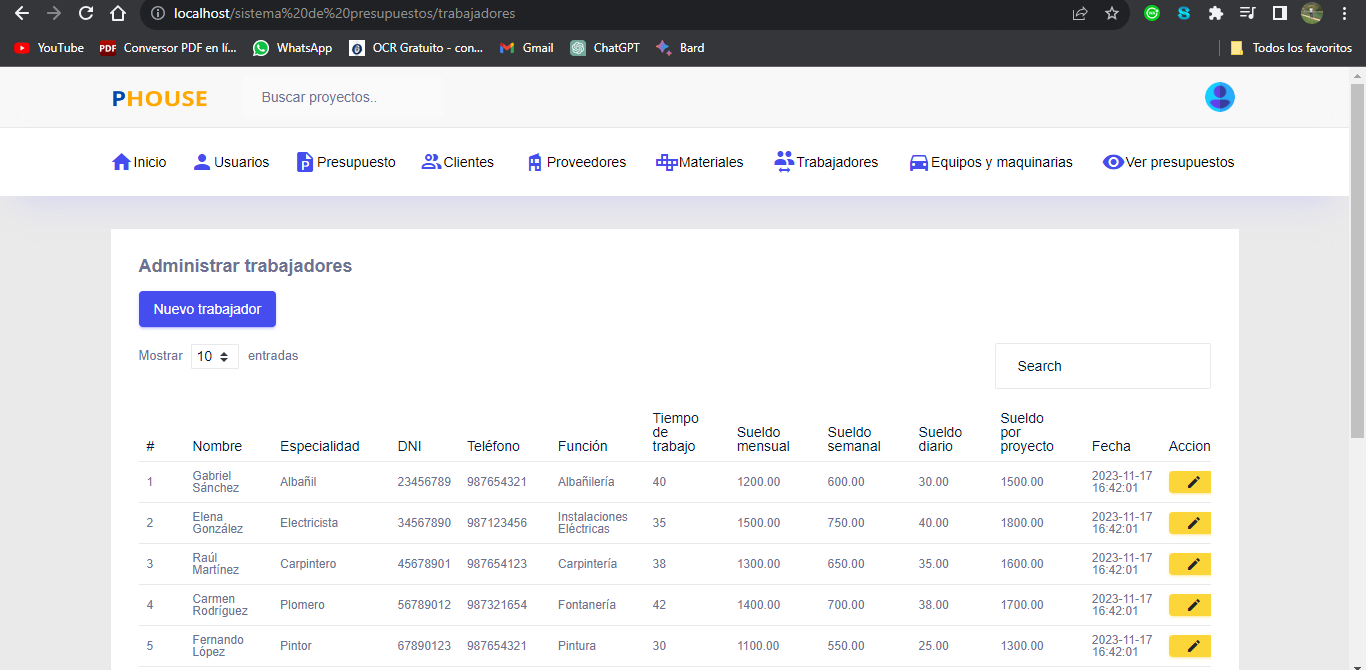 localhost/sistema%20de%20presupuestos/trabajadores
YouTube PDF Conversor PDF en lí... WhatsApp OCR Gratuito - con... Gmail ChatGPT Bard Todos los favoritos
PHOUSE Buscar proyectos..
Inicio Usuarios Presupuesto Clientes Proveedores Materiales Trabajadores Equipos y maquinarias Ver presupuestos
Administrar trabajadores
Nuevo trabajador
Mostrar 10 entradas Search
# Nombre Especialidad DNI Teléfono Función Tiempo de trabajo Sueldo mensual Sueldo semanal Sueldo diario Sueldo por proyecto Fecha Accion
1 Gabriel Sánchez Albañil 23456789 987654321 Albañilería 40 1200.00 600.00 30.00 1500.00 2023-11-17 16:42:01
2 Elena González Electricista 34567890 987123456 Instalaciones Eléctricas 35 1500.00 750.00 40.00 1800.00 2023-11-17 16:42:01
3 Raúl Martínez Carpintero 45678901 987654123 Carpintería 38 1300.00 650.00 35.00 1600.00 2023-11-17 16:42:01
4 Carmen Rodríguez Plomero 56789012 987321654 Fontanería 42 1400.00 700.00 38.00 1700.00 2023-11-17 16:42:01
5 Fernando López Pintor 67890123 987654321 Pintura 30 1100.00 550.00 25.00 1300.00 2023-11-17 16:42:01